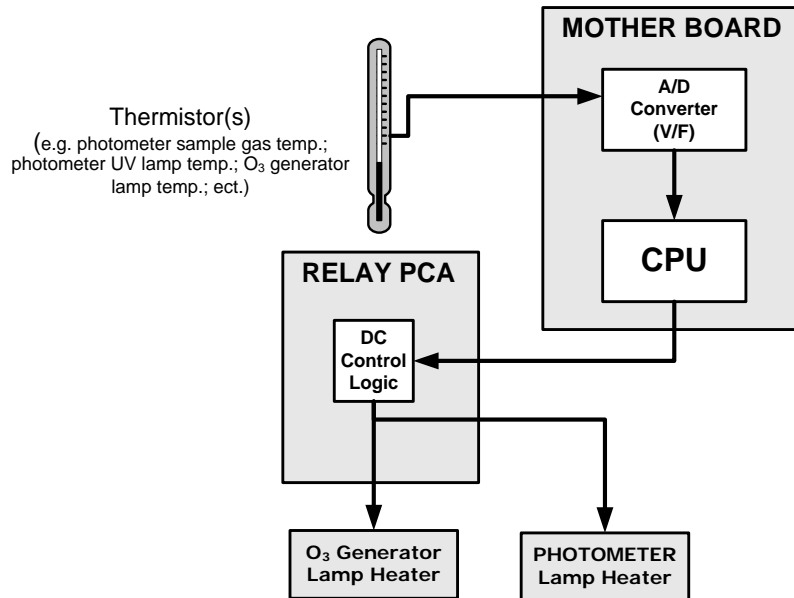 MOTHER BOARD
A/D
Converter
(V/F)
Thermistor(s)
(e.g. photometer sample gas temp.;
photometer UV lamp temp.; O₃ generator
lamp temp.; ect.)
CPU
RELAY PCA
DC
Control
Logic
O₃ Generator
Lamp Heater
PHOTOMETER
Lamp Heater